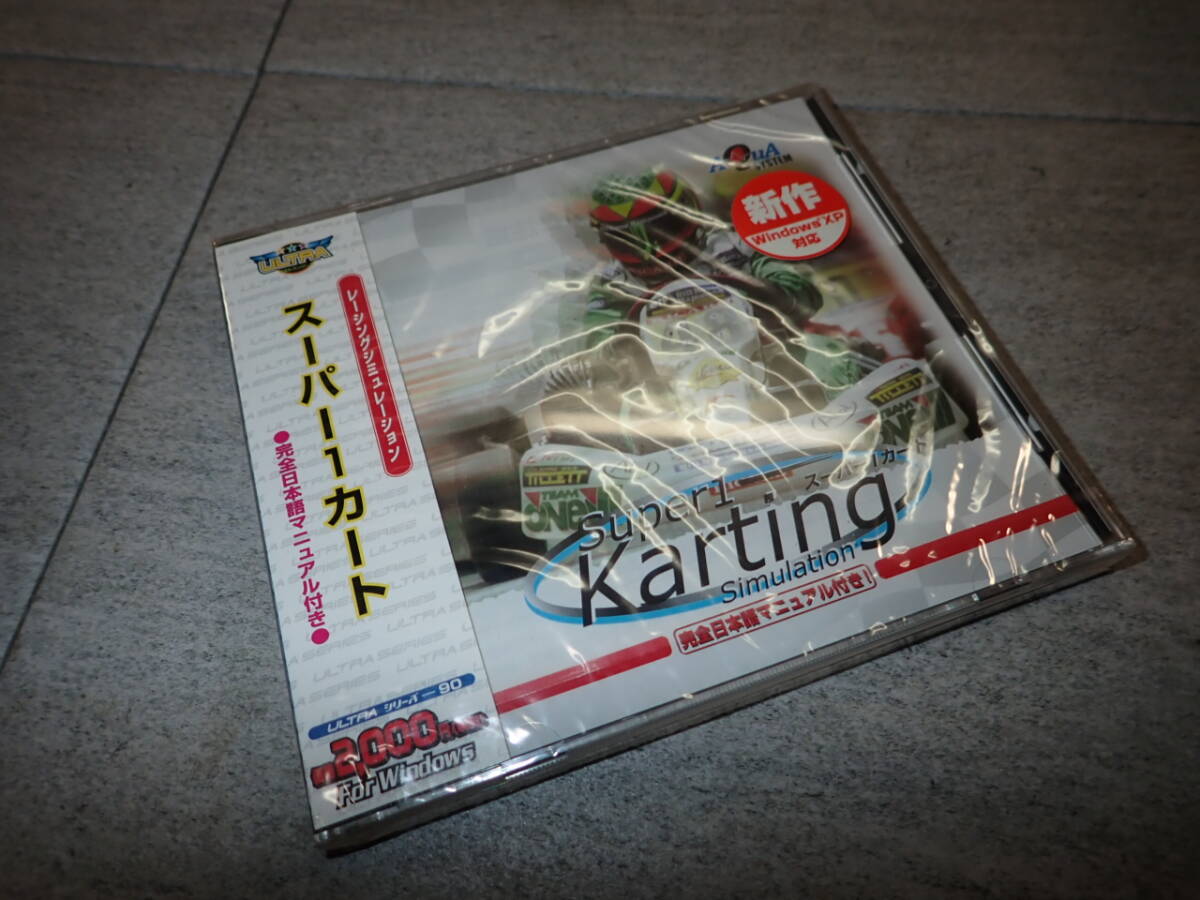 ULTRA
レーシングシミュレーション
スーパー1カート
●完全日本語マニュアル付き●
ULTRA シリーズ-90
2,000
For Windows
AQUA
SYSTEM
新作
Windows XP
対応
TEAM
TEAM
Super1
スーパー1カート
Karting
Simulation
完全日本語マニュアル付き!
ULTRA SERIES